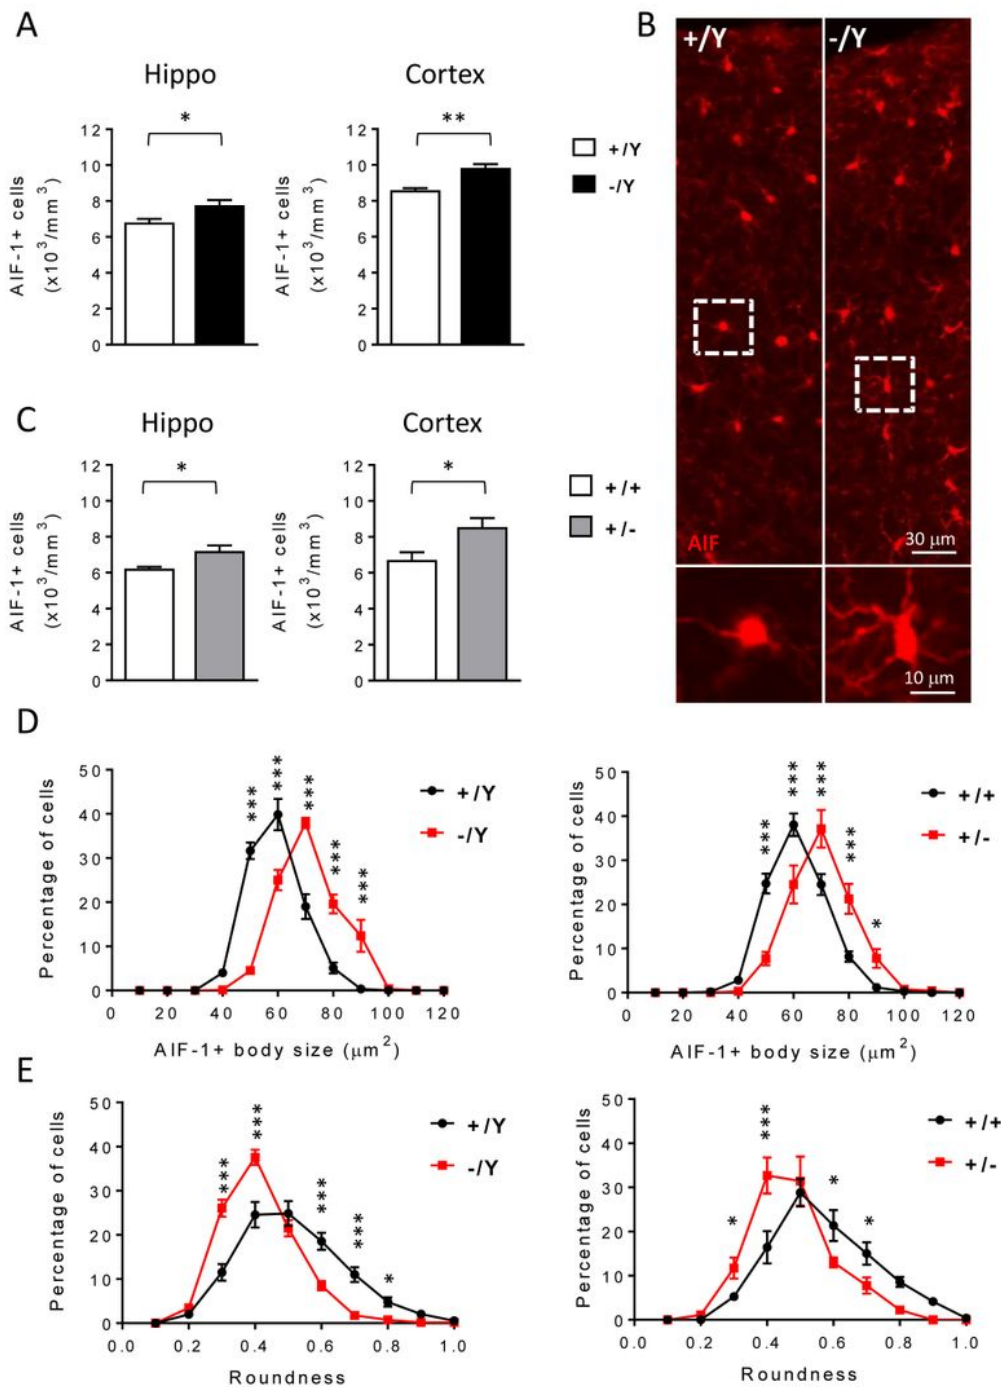 A
Hippo
Cortex
*
**
12
10
8
6
4
2
0
AIF-1+ cells
(x10³/mm³)
12
10
8
6
4
2
0
AIF-1+ cells
(x10³/mm³)
+/Y
-/Y
B
+/Y
-/Y
AIF
30 µm
10 µm
C
Hippo
Cortex
*
*
12
10
8
6
4
2
0
AIF-1+ cells
(x10³/mm³)
12
10
8
6
4
2
0
AIF-1+ cells
(x10³/mm³)
+/+
+/-
D
Percentage of cells
50
40
30
20
10
0
*** *** *** *** ***
+/Y
-/Y
0 20 40 60 80 100 120
AIF-1+ body size (µm²)
Percentage of cells
50
40
30
20
10
0
*** *** *** *** *
+/+
+/-
0 20 40 60 80 100 120
AIF-1+ body size (µm²)
E
Percentage of cells
50
40
30
20
10
0
*** *** *** *** *
+/Y
-/Y
0.0 0.2 0.4 0.6 0.8 1.0
Roundness
Percentage of cells
50
40
30
20
10
0
* *** * *
+/+
+/-
0.0 0.2 0.4 0.6 0.8 1.0
Roundness